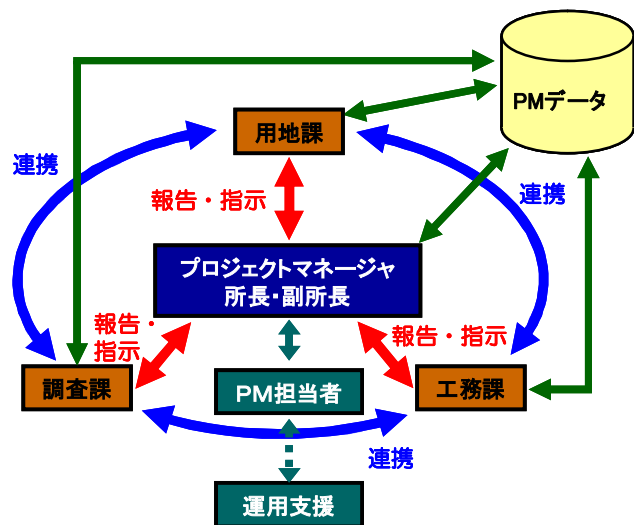 PMデータ
用地課
連携
報告・指示
連携
プロジェクトマネージャ
所長・副所長
報告・
指示
報告・指示
調査課
PM担当者
工務課
連携
運用支援